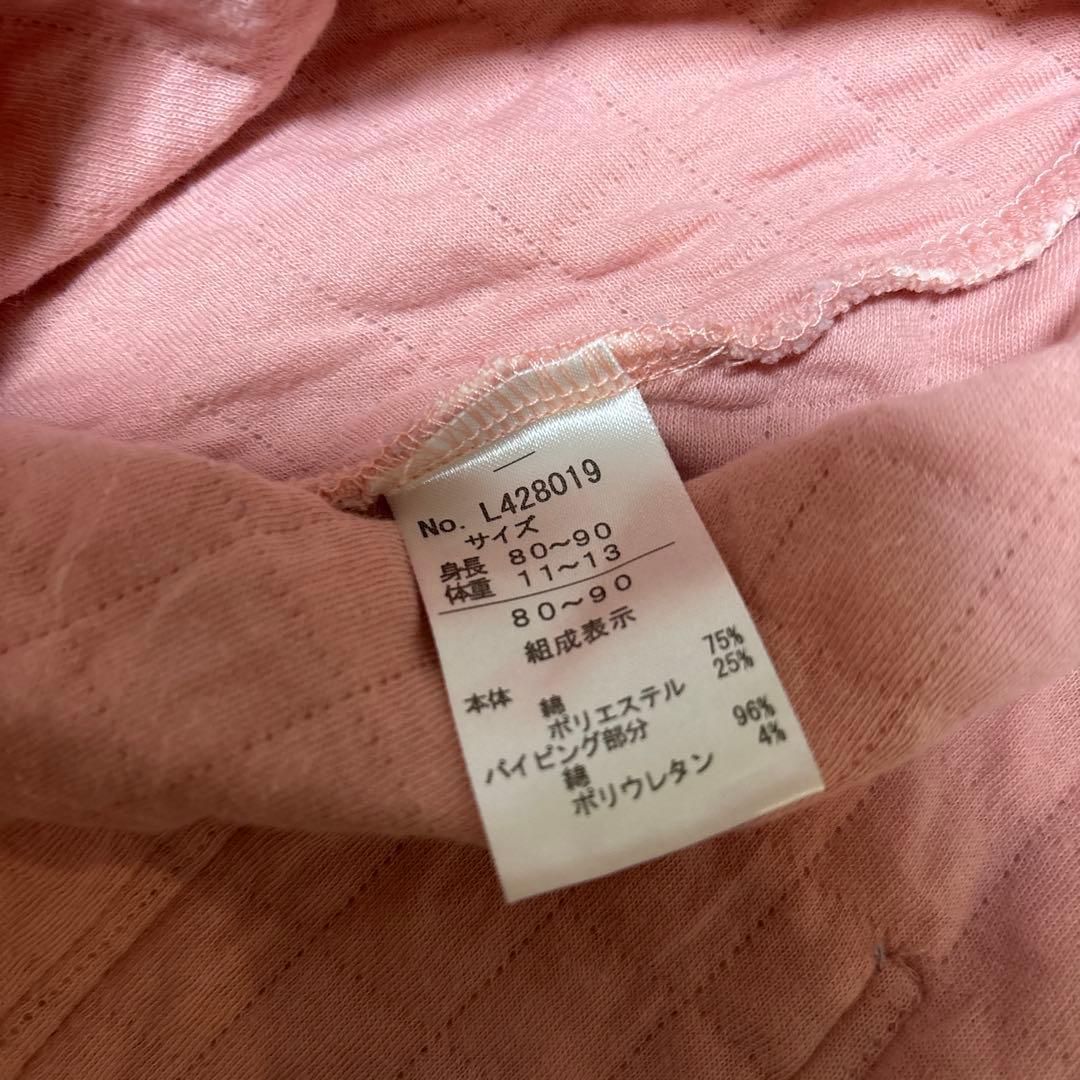 No. L428019
サイズ
身長 80〜90
体重 11〜13
80〜90
組成表示
本体 綿 75%
ポリエステル 25%
パイピング部分
綿 96%
ポリウレタン 4%